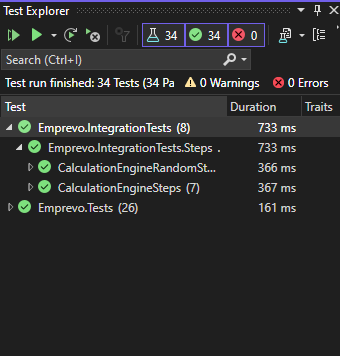 Test Explorer
34 34 0
Search (Ctrl+I)
Test run finished: 34 Tests (34 Pa 0 Warnings 0 Errors
Test Duration Traits
Emprevo.IntegrationTests (8) 733 ms
Emprevo.IntegrationTests.Steps . 733 ms
CalculationEngineRandomSt... 366 ms
CalculationEngineSteps (7) 367 ms
Emprevo.Tests (26) 161 ms